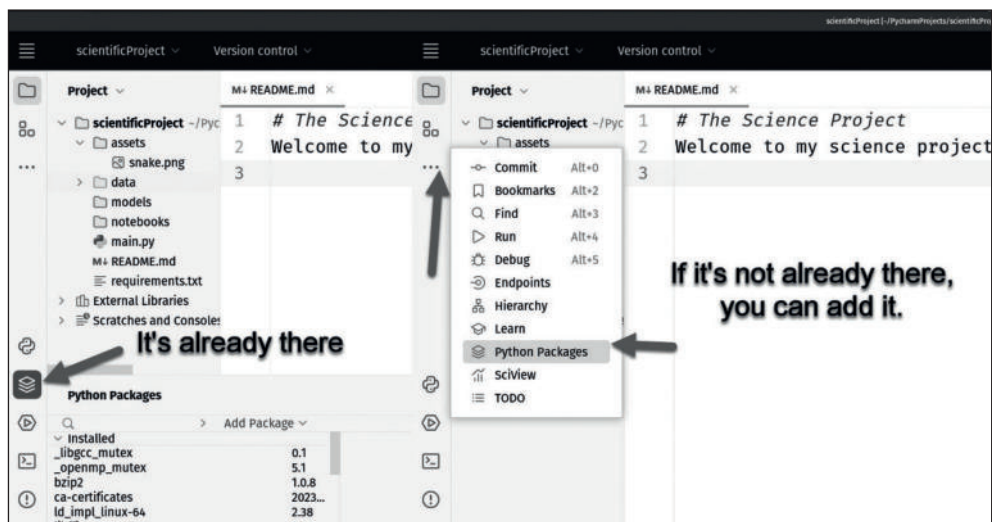 scientificProject [~/PycharmProjects/scientificPro
scientificProject
Version control
Project
M↓ README.md ×
scientificProject ~/Pyc
assets
snake.png
data
models
notebooks
main.py
M↓ README.md
requirements.txt
External Libraries
Scratches and Consoles
1 # The Science
2 Welcome to my
3
It's already there
Python Packages
Add Package
Installed
_libgcc_mutex 0.1
_openmp_mutex 5.1
bzip2 1.0.8
ca-certificates 2023...
ld_impl_linux-64 2.38
scientificProject
Version control
Project
M↓ README.md ×
scientificProject ~/Pyc
assets
1 # The Science Project
2 Welcome to my science project
3
Commit Alt+0
Bookmarks Alt+2
Find Alt+3
Run Alt+4
Debug Alt+5
Endpoints
Hierarchy
Learn
Python Packages
SciView
TODO
If it's not already there,
you can add it.